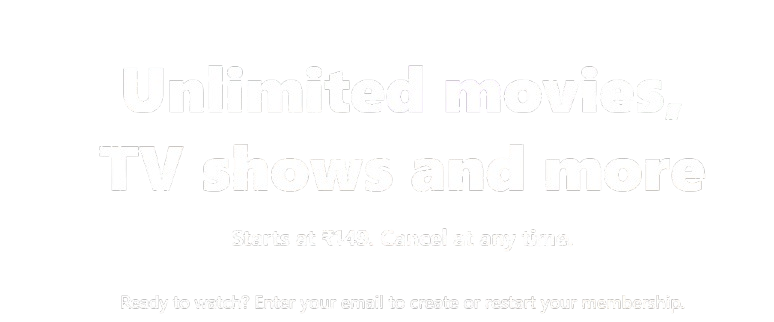 Unlimited movies,
TV shows and more
Starts at ₹149. Cancel at any time.
Ready to watch? Enter your email to create or restart your membership.